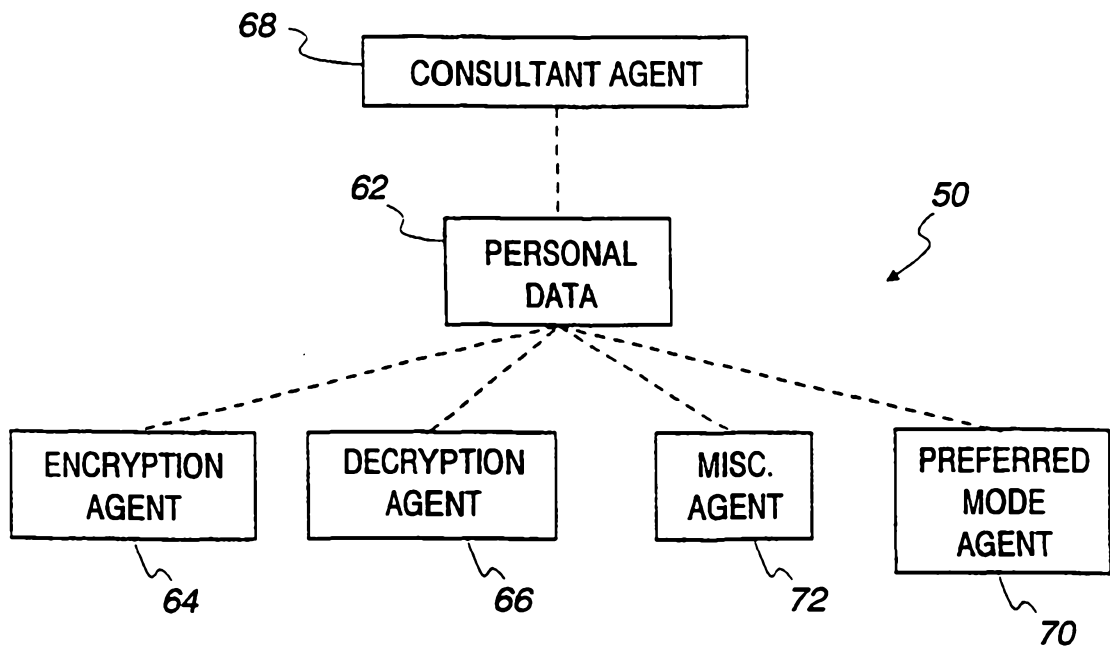 68
CONSULTANT AGENT
62
50
PERSONAL
DATA
ENCRYPTION
AGENT
DECRYPTION
AGENT
MISC.
AGENT
PREFERRED
MODE
AGENT
64
66
72
70